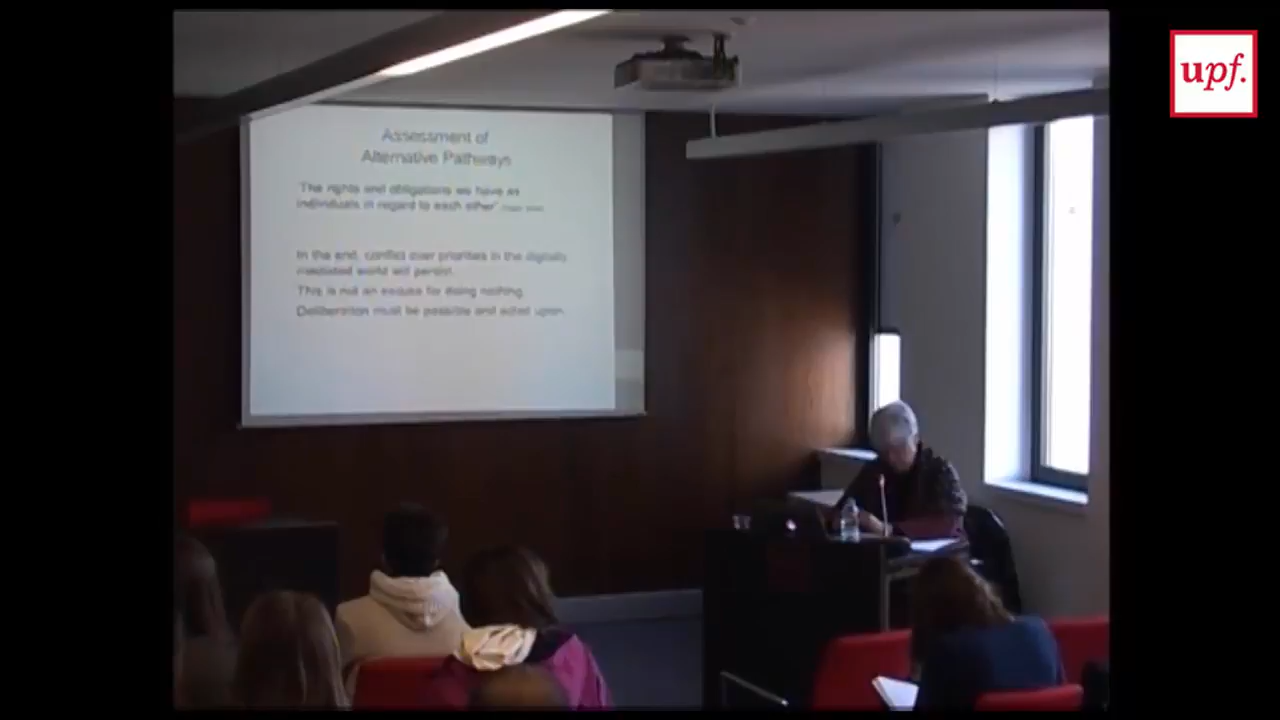 upf.
Assessment of
Alternative Pathways
'The rights and obligations we have as
individuals in regard to each other'
In the end, conflict over priorities in the digitally
mediated world will persist.
This is not an excuse for doing nothing.
Deliberation must be possible and acted upon.